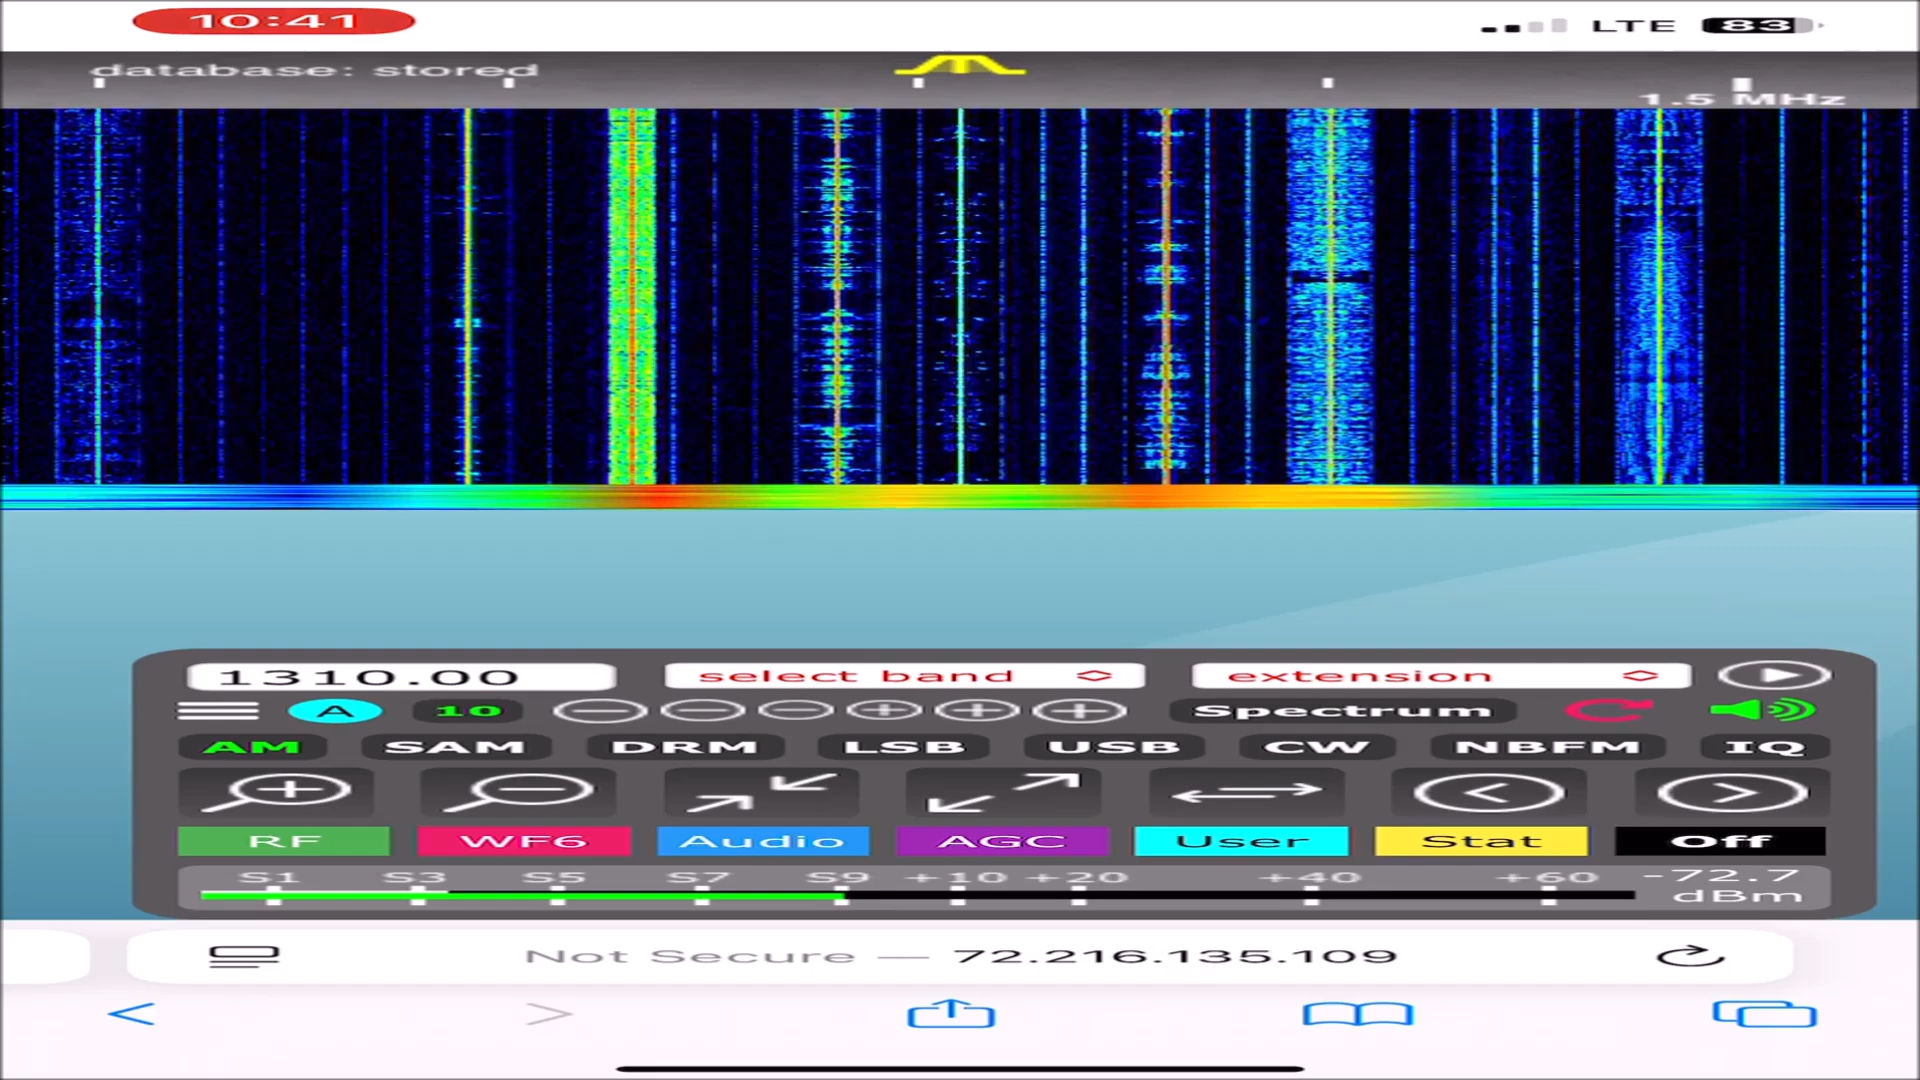 10:41 LTE 83
database: stored
1.5 MHz
1310.00 select band extension
A 10 Spectrum
AM SAM DRM LSB USB CW NBFM IQ
RF WF6 Audio AGC User Stat Off
S1 S3 S5 S7 S9 +10 +20 +40 +60 -72.7
dBm
Not Secure — 72.216.135.109